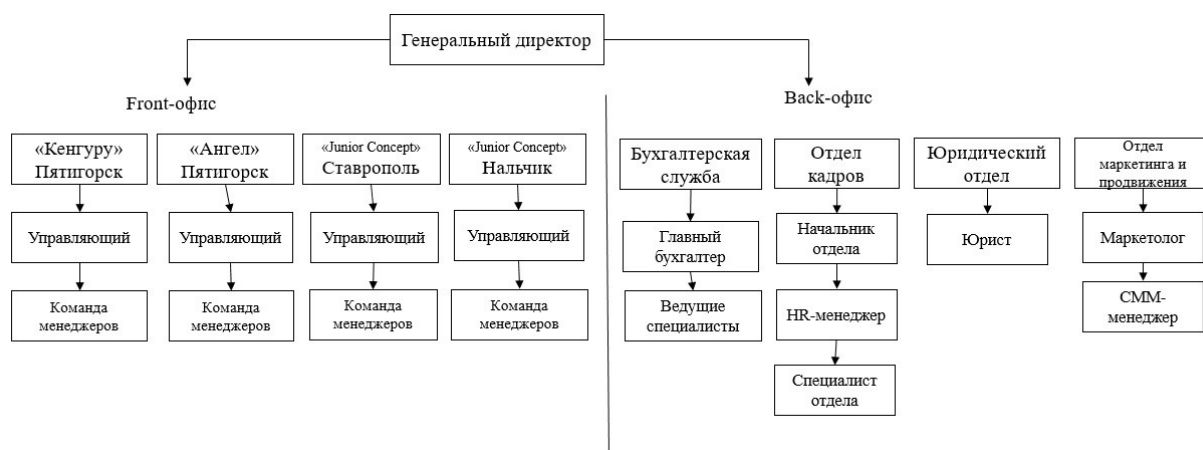 Генеральный директор
Front-офис
Back-офис
«Кенгуру»
Пятигорск
«Ангел»
Пятигорск
«Junior Concept»
Ставрополь
«Junior Concept»
Нальчик
Бухгалтерская
служба
Отдел
кадров
Юридический
отдел
Отдел
маркетинга и
продвижения
Управляющий
Управляющий
Управляющий
Управляющий
Главный
бухгалтер
Начальник
отдела
Юрист
Маркетолог
Команда
менеджеров
Команда
менеджеров
Команда
менеджеров
Команда
менеджеров
Ведущие
специалисты
HR-менеджер
СММ-
менеджер
Специалист
отдела